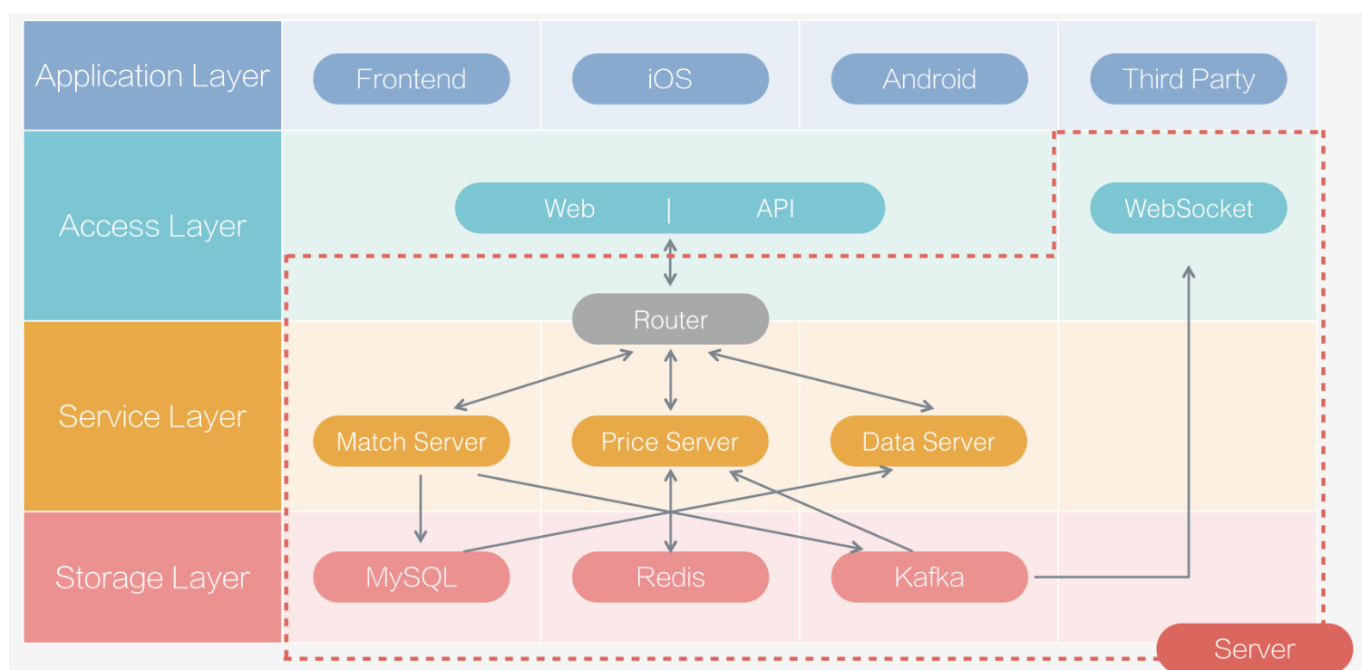 Application Layer
Frontend
iOS
Android
Third Party
Access Layer
Web | API
WebSocket
Router
Service Layer
Match Server
Price Server
Data Server
Storage Layer
MySQL
Redis
Kafka
Server